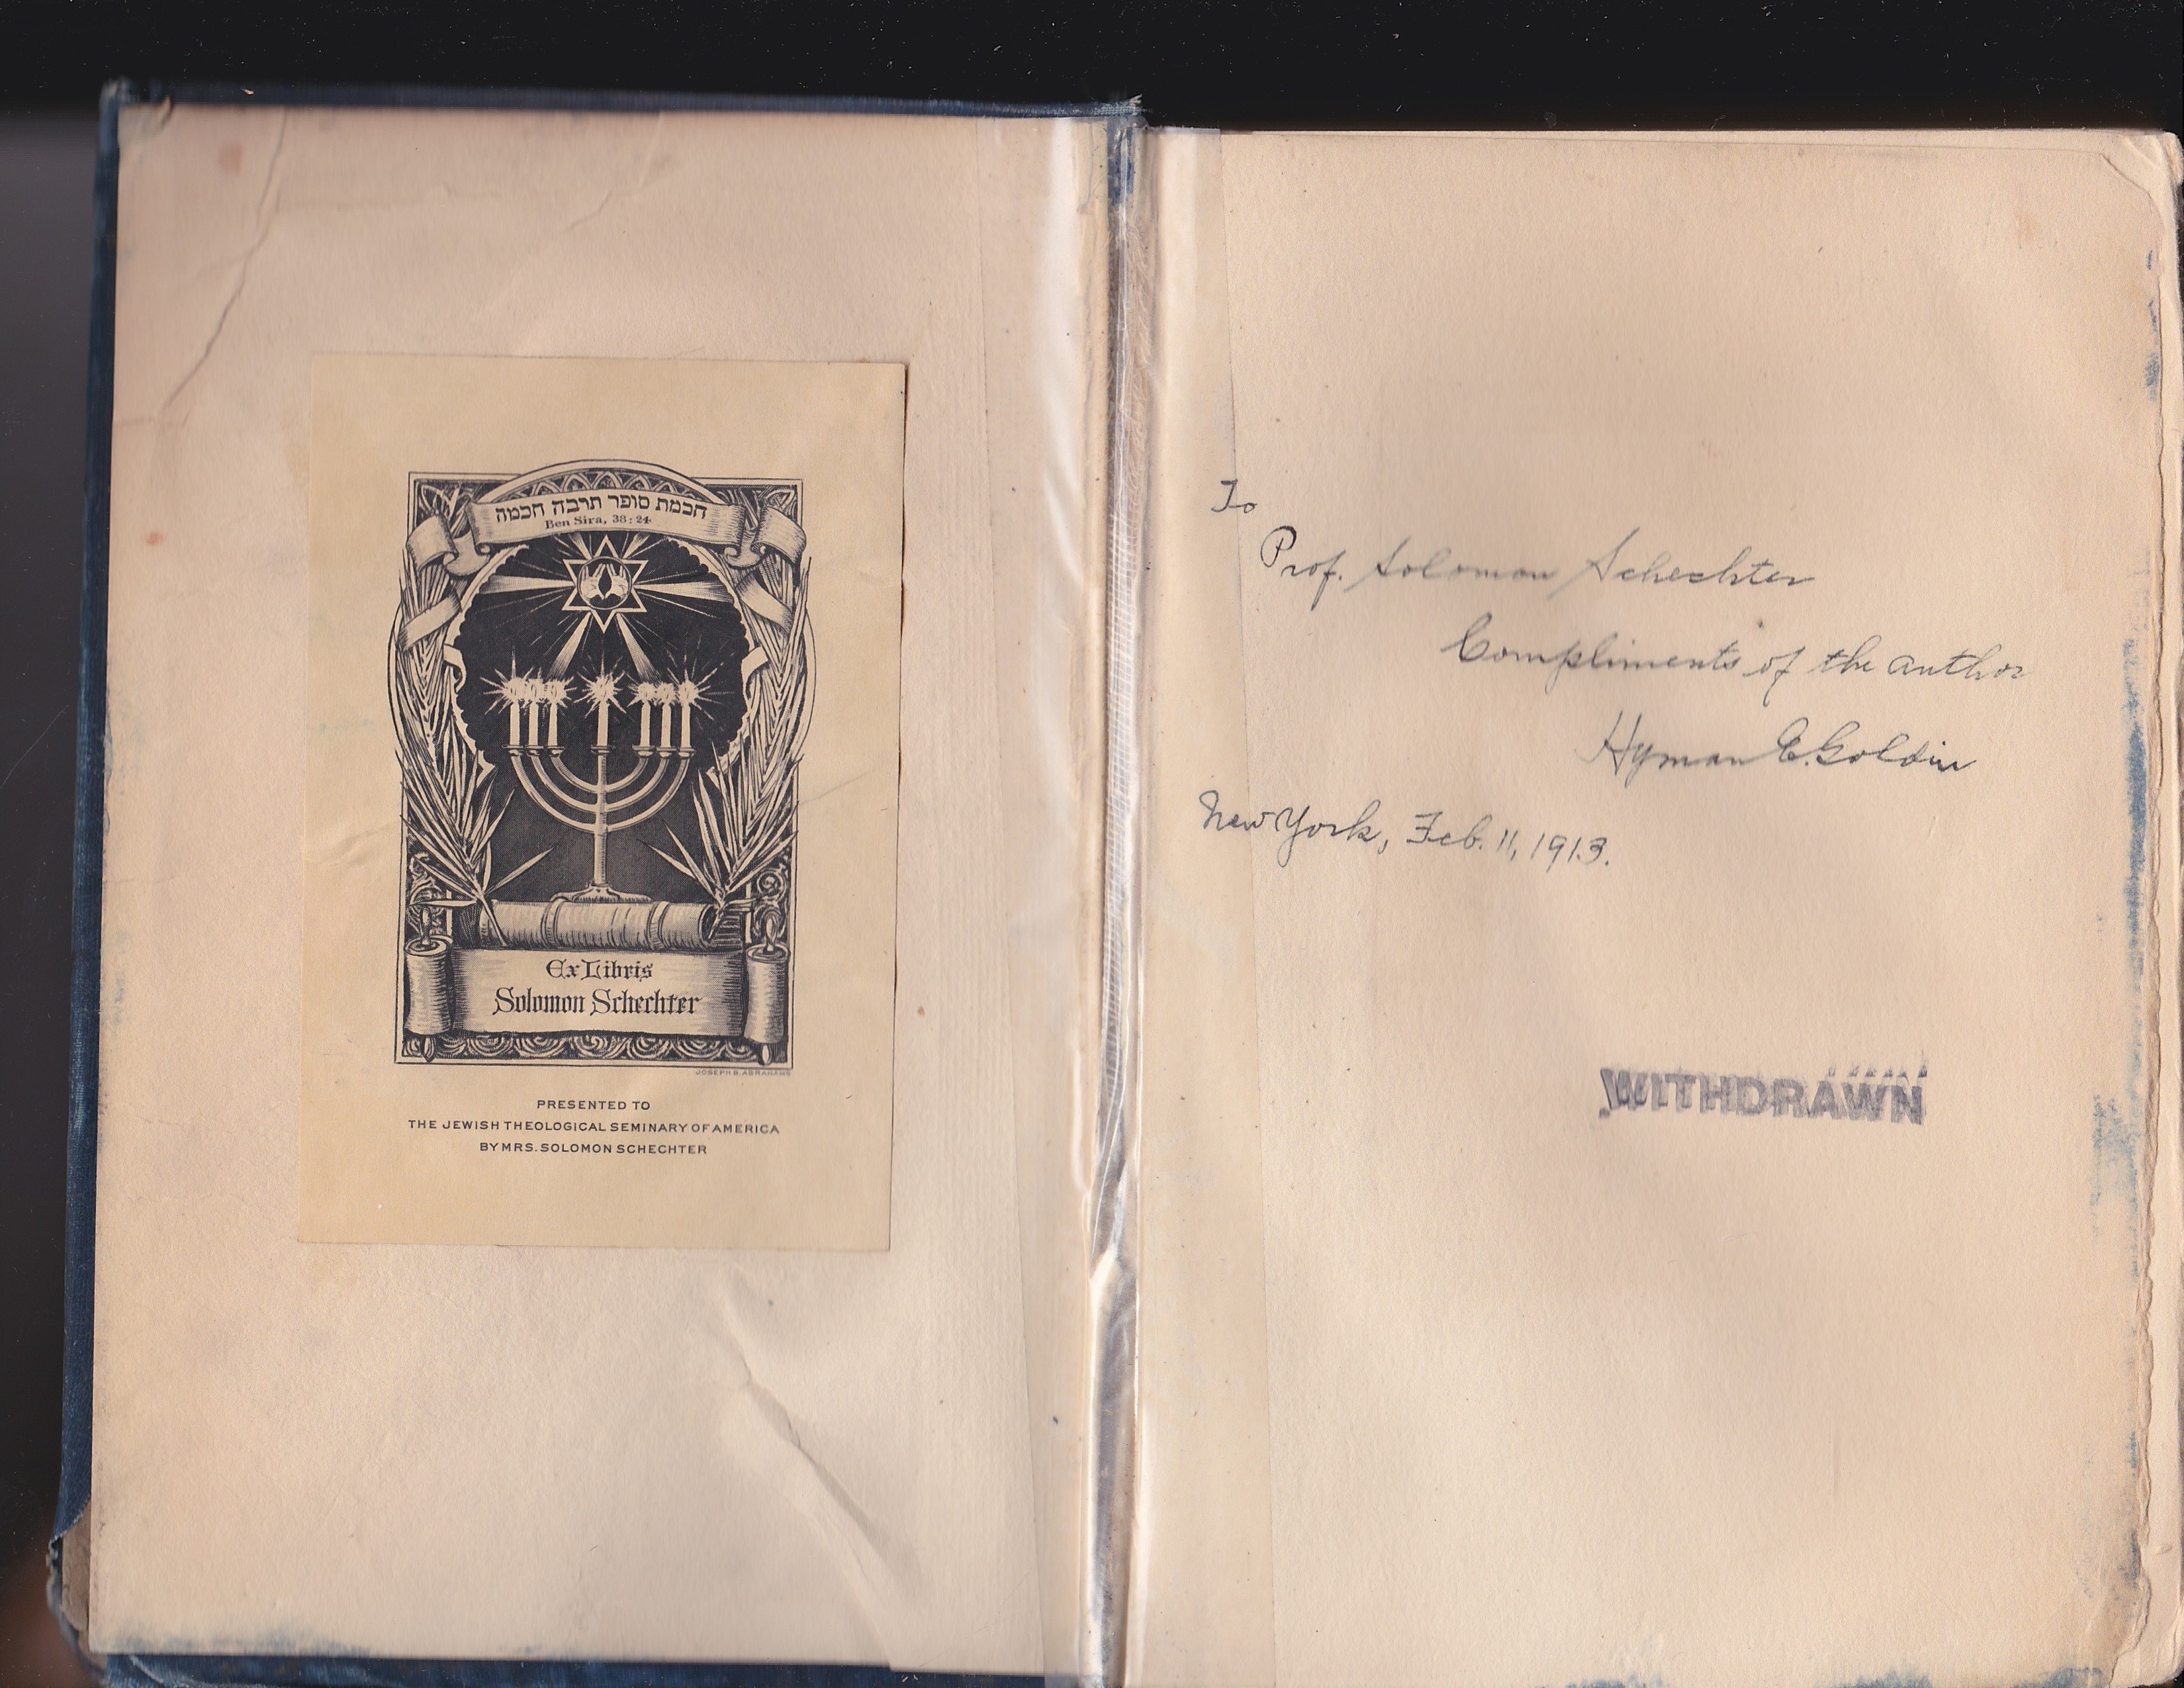 חכמת סופר תרבה חכמה
Ben Sira, 38:24
Ex Libris
Solomon Schechter
JOSEPH B. ABRAHAMS
PRESENTED TO
THE JEWISH THEOLOGICAL SEMINARY OF AMERICA
BY MRS. SOLOMON SCHECHTER
To
Prof. Solomon Schechter
Compliments of the author
Hyman E. Goldin
New York, Feb. 11, 1913.
WITHDRAWN